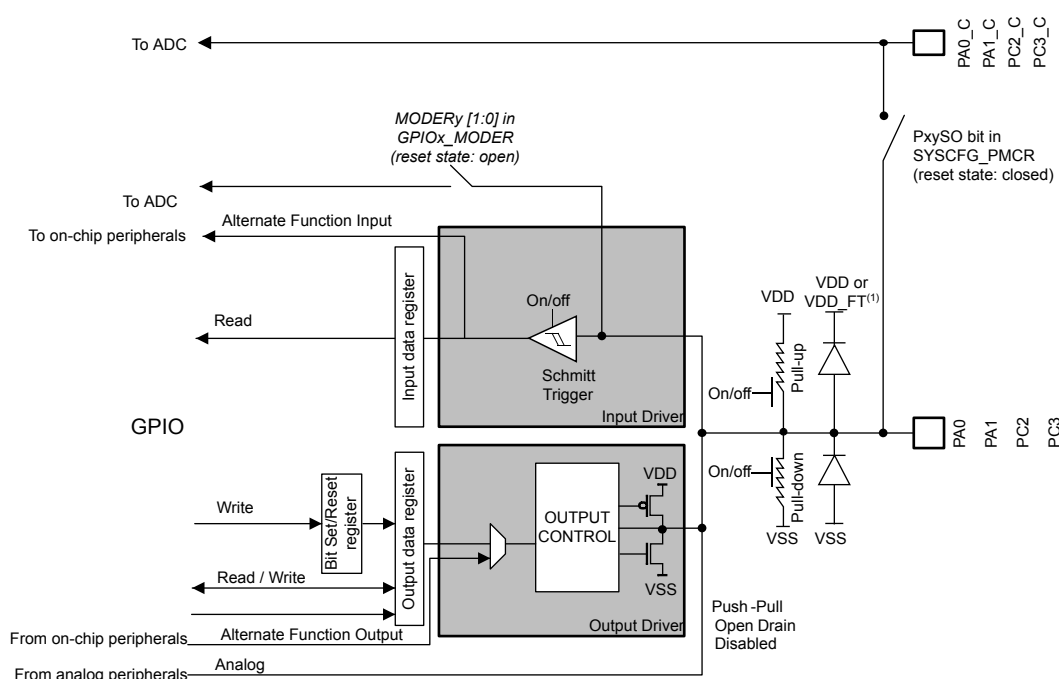 To ADC
PA0_C
PA1_C
PC2_C
PC3_C
MODERy [1:0] in
GPIOx_MODER
(reset state: open)
PxySO bit in
SYSCFG_PMCR
(reset state: closed)
To ADC
Alternate Function Input
To on-chip peripherals
Input data register
On/off
Read
Schmitt
Trigger
Input Driver
VDD
VDD or
VDD_FT(1)
Pull-up
On/off
GPIO
PA0
PA1
PC2
PC3
On/off
Pull-down
VSS
VSS
Write
Bit Set/Reset
register
Output data register
OUTPUT
CONTROL
VDD
VSS
Read / Write
Push -Pull
Open Drain
Disabled
Output Driver
From on-chip peripherals
Alternate Function Output
From analog peripherals
Analog